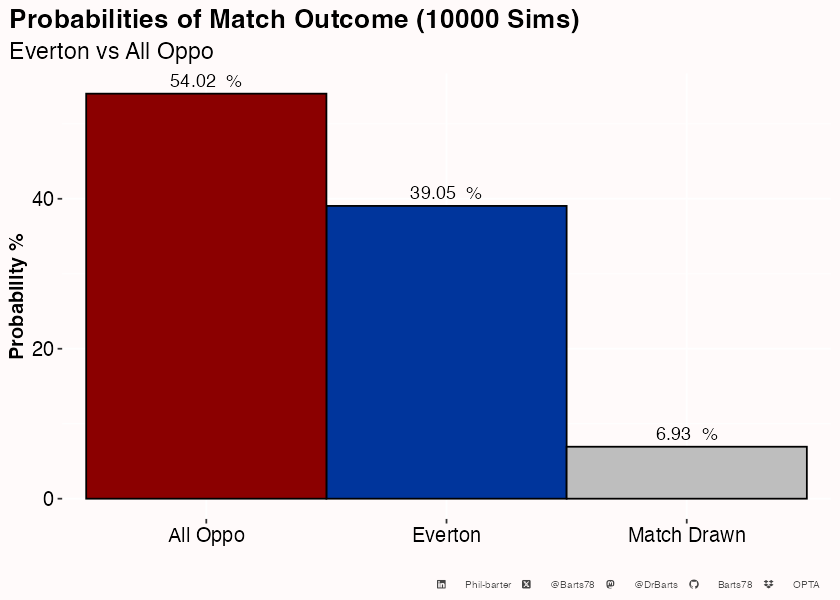 Probabilities of Match Outcome (10000 Sims)
Everton vs All Oppo
54.02 %
39.05 %
6.93 %
Probability %
40
20
0
All Oppo Everton Match Drawn
Phil-barter @Barts78 @DrBarts Barts78 OPTA